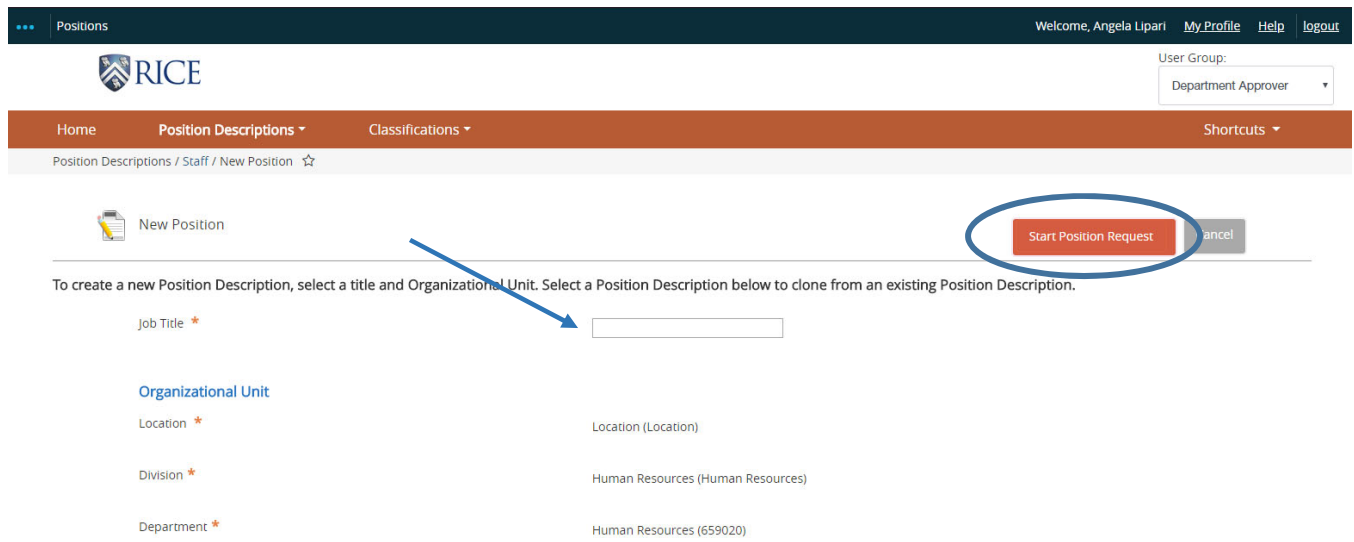 Positions Welcome, Angela Lipari My Profile Help logout
RICE
User Group:
Department Approver
Home Position Descriptions Classifications Shortcuts
Position Descriptions / Staff / New Position
New Position
Start Position Request ancel
To create a new Position Description, select a title and Organizational Unit. Select a Position Description below to clone from an existing Position Description.
Job Title *
Organizational Unit
Location * Location (Location)
Division * Human Resources (Human Resources)
Department * Human Resources (659020)